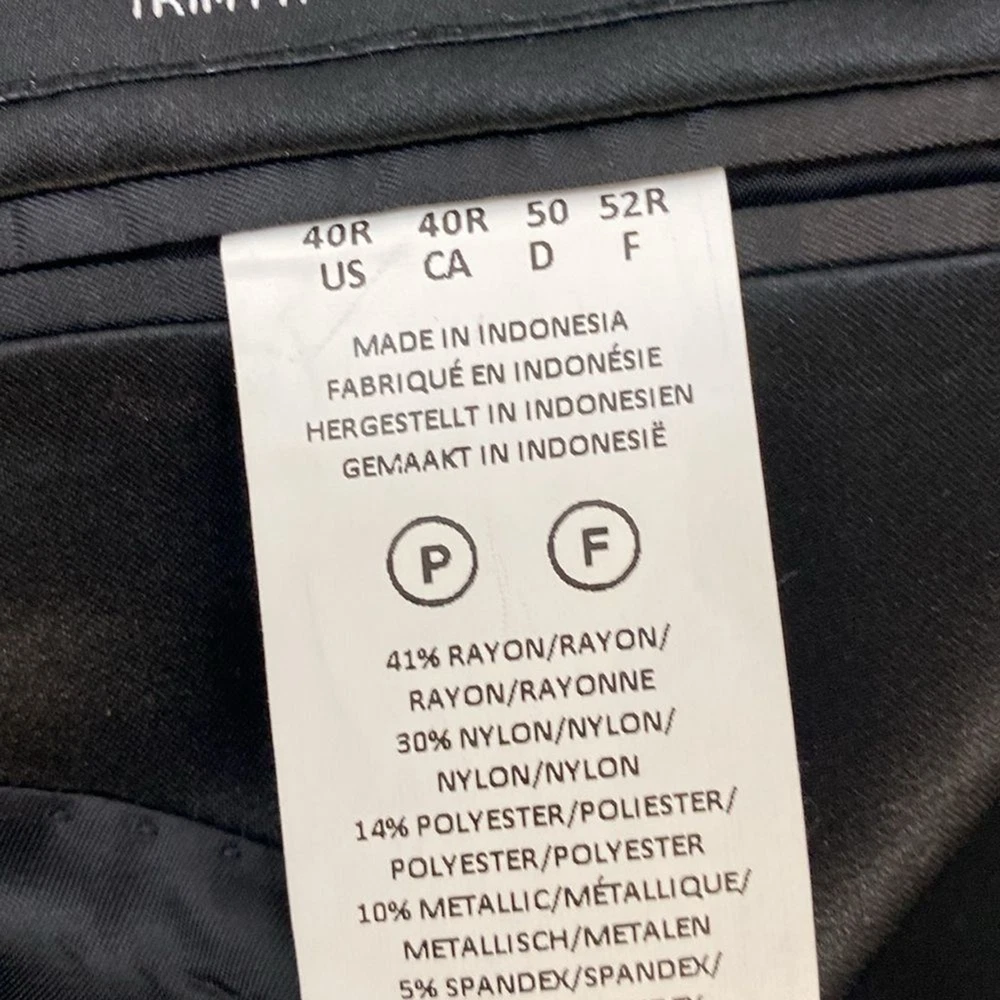 TRIM FIT
40R 40R 50 52R
US CA D F
MADE IN INDONESIA
FABRIQUÉ EN INDONÉSIE
HERGESTELLT IN INDONESIEN
GEMAAKT IN INDONESIË
P F
41% RAYON/RAYON/
RAYON/RAYONNE
30% NYLON/NYLON/
NYLON/NYLON
14% POLYESTER/POLIESTER/
POLYESTER/POLYESTER
10% METALLIC/MÉTALLIQUE/
METALLISCH/METALEN
5% SPANDEX/SPANDEX/